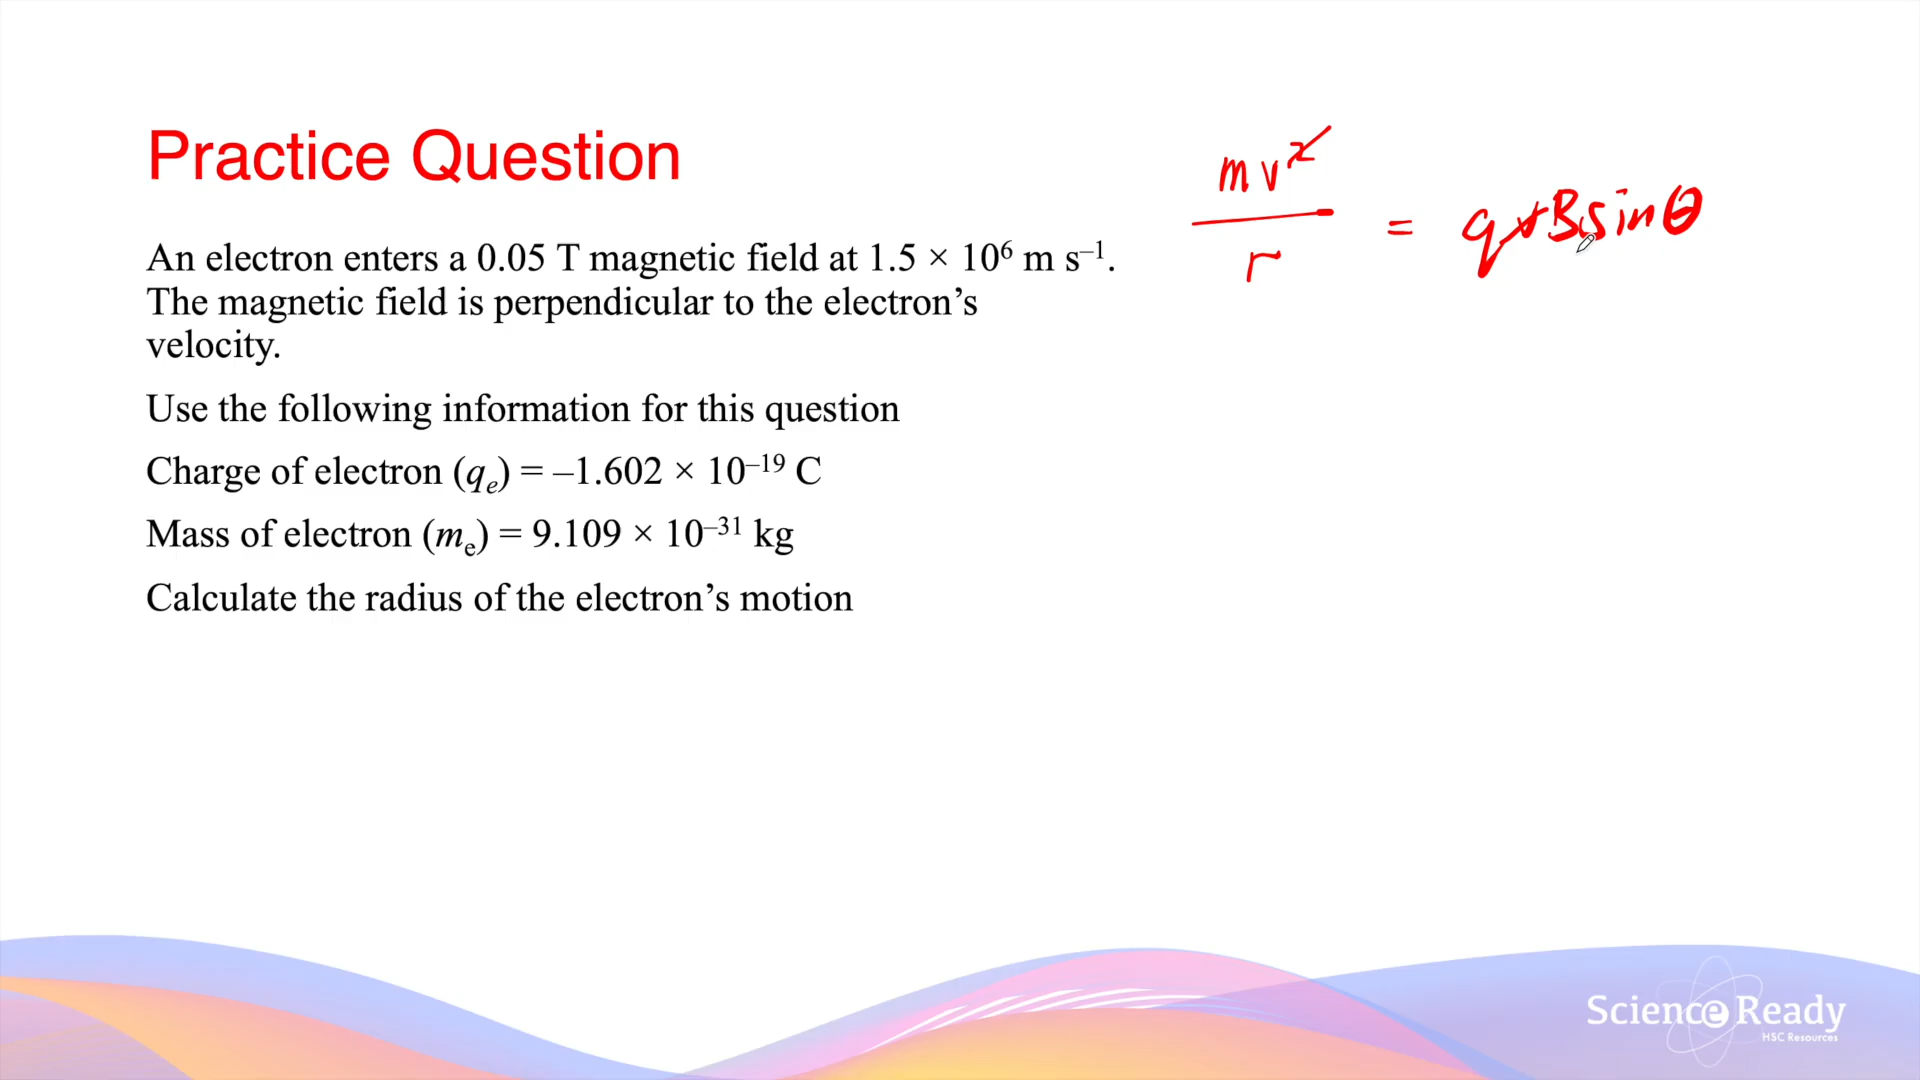 Practice Question
mv²/r = qvB sinθ
An electron enters a 0.05 T magnetic field at 1.5 × 10⁶ m s⁻¹.
The magnetic field is perpendicular to the electron’s
velocity.
Use the following information for this question
Charge of electron (qₑ) = –1.602 × 10⁻¹⁹ C
Mass of electron (mₑ) = 9.109 × 10⁻³¹ kg
Calculate the radius of the electron’s motion
Science Ready
HSC Resources